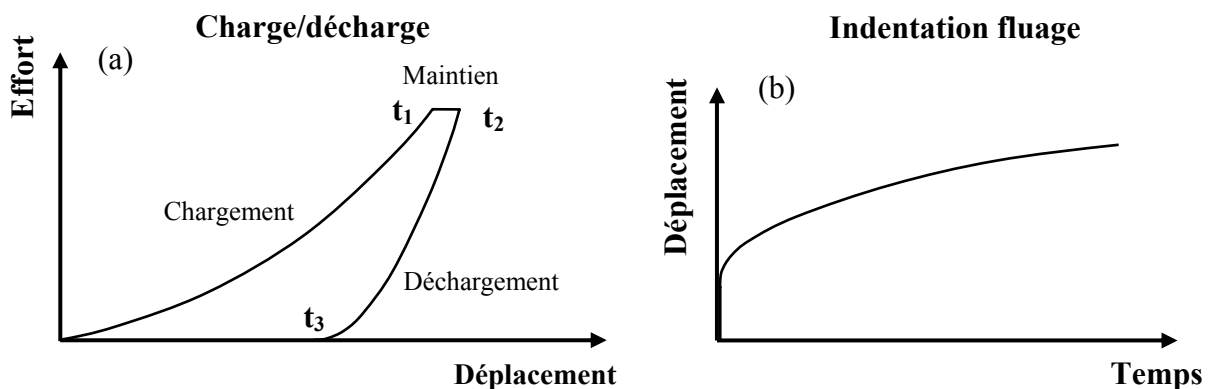 Charge/décharge
(a)
Effort
Maintien
t1
t2
Chargement
Déchargement
t3
Déplacement
Indentation fluage
(b)
Déplacement
Temps